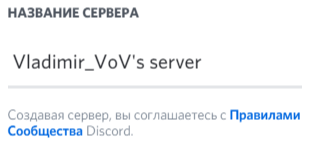 НАЗВАНИЕ СЕРВЕРА
Vladimir_VoV's server
Создавая сервер, вы соглашаетесь с Правилами
Сообщества Discord.